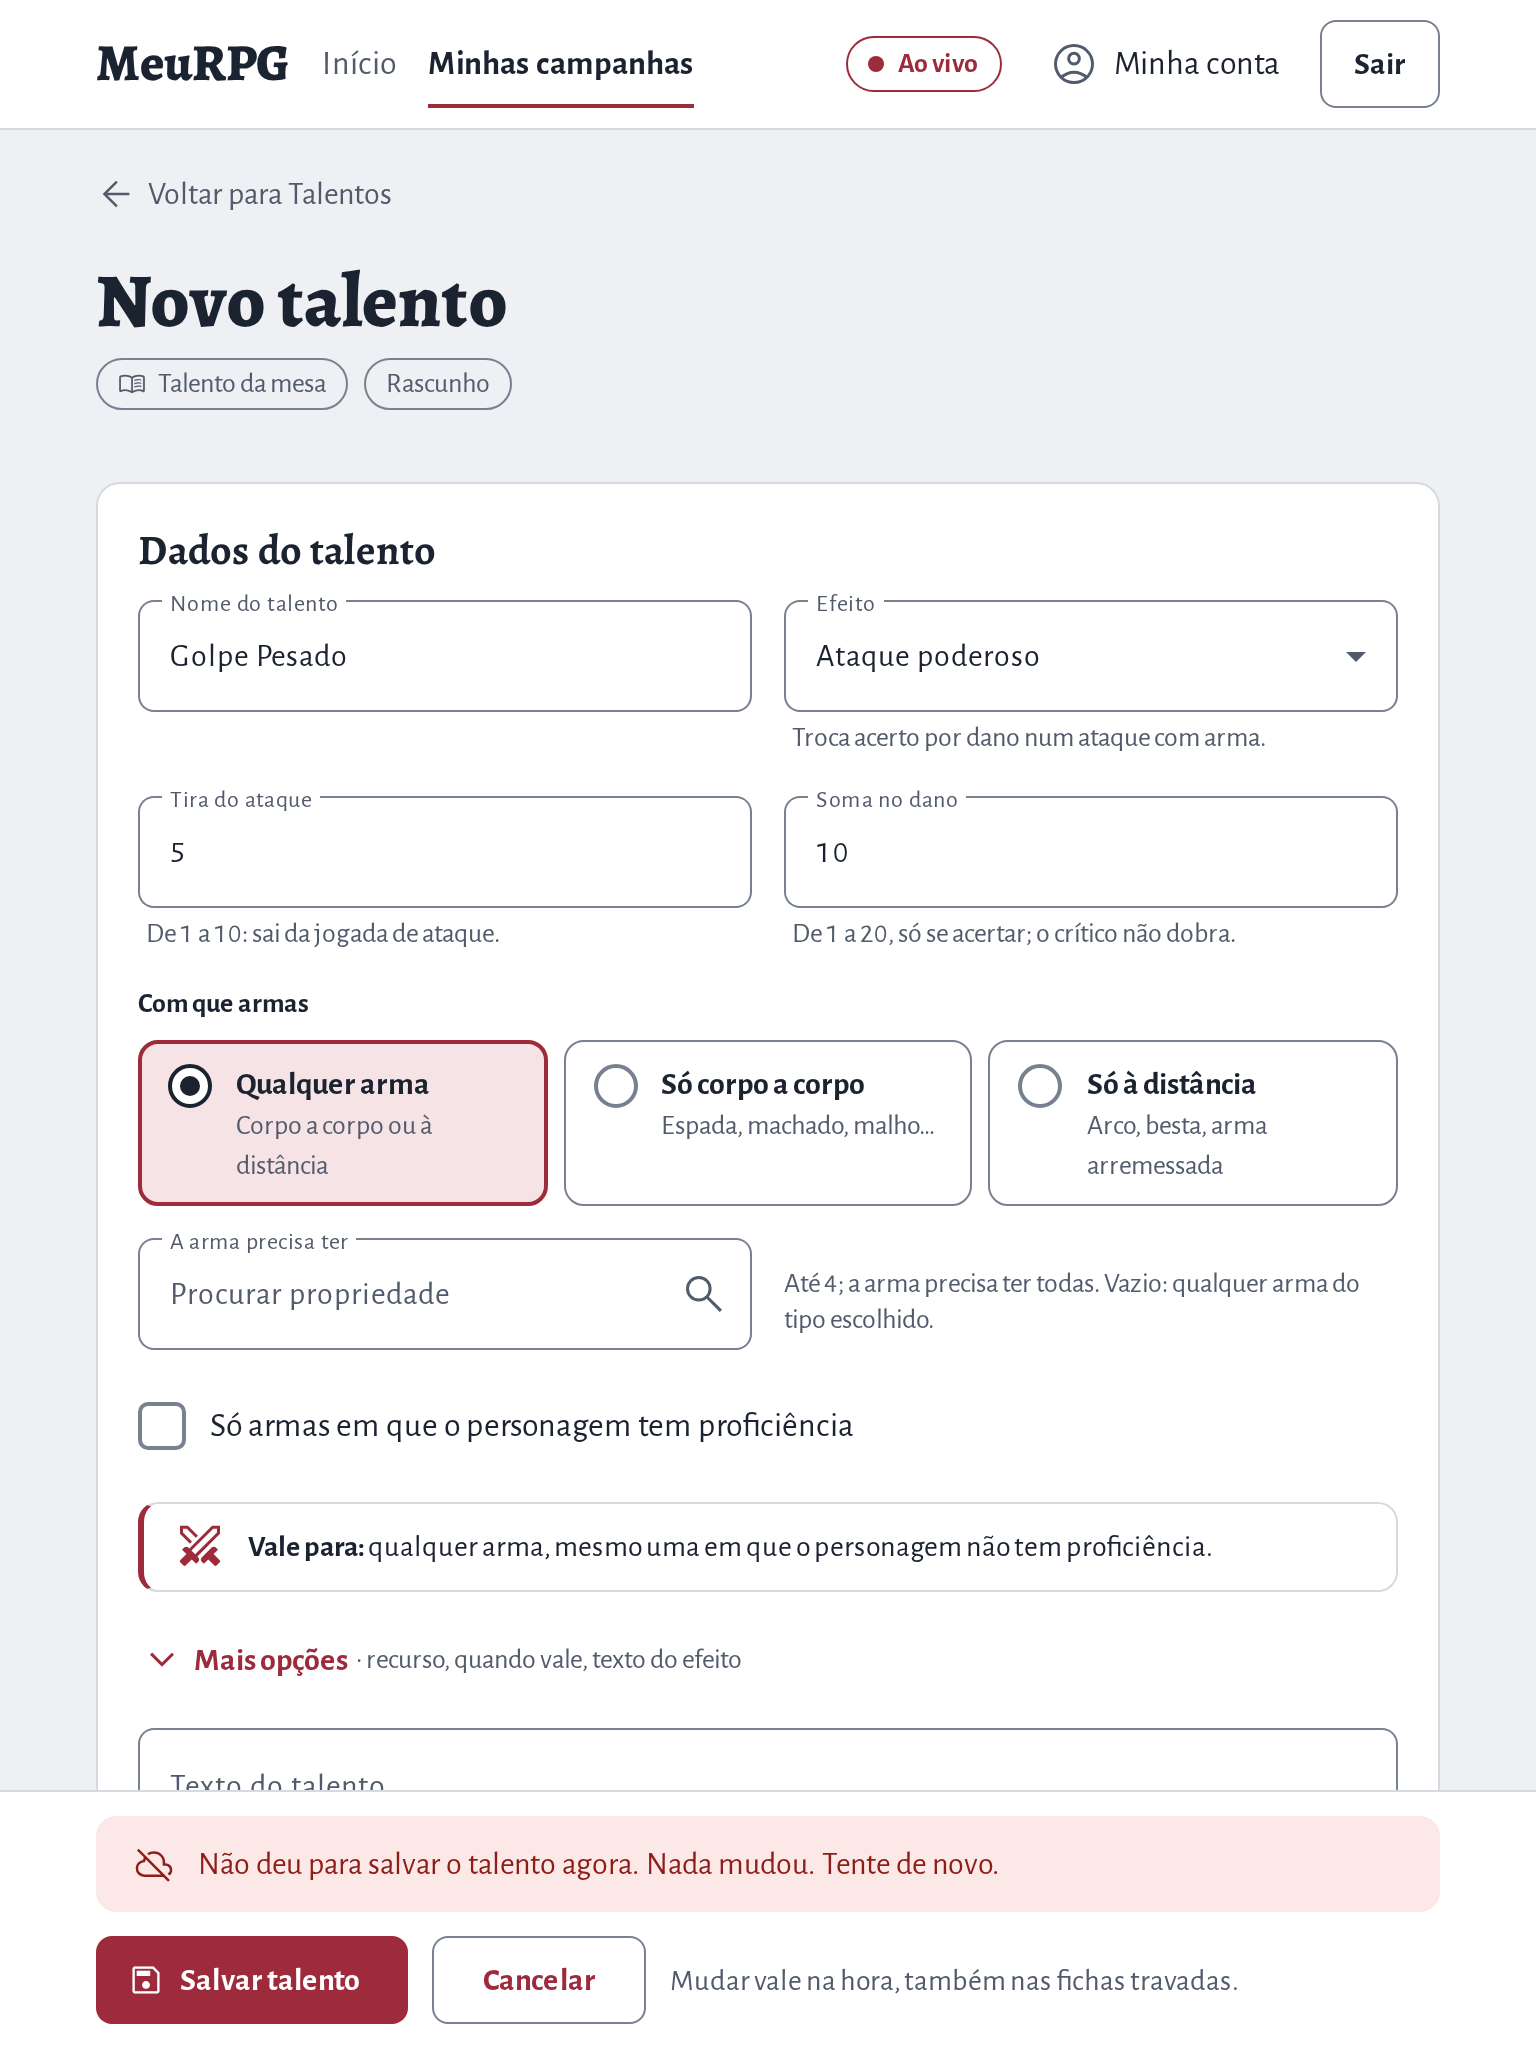 MeuRPG
Início
Minhas campanhas
Ao vivo
Minha conta
Sair
Voltar para Talentos
Novo talento
Talento da mesa
Rascunho
Dados do talento
Nome do talento
Golpe Pesado
Efeito
Ataque poderoso
Troca acerto por dano num ataque com arma.
Tira do ataque
5
De 1 a 10: sai da jogada de ataque.
Soma no dano
10
De 1 a 20, só se acertar; o crítico não dobra.
Com que armas
Qualquer arma
Corpo a corpo ou à
distância
Só corpo a corpo
Espada, machado, malho...
Só à distância
Arco, besta, arma
arremessada
A arma precisa ter
Procurar propriedade
Até 4; a arma precisa ter todas. Vazio: qualquer arma do
tipo escolhido.
Só armas em que o personagem tem proficiência
Vale para: qualquer arma, mesmo uma em que o personagem não tem proficiência.
Mais opções · recurso, quando vale, texto do efeito
Texto do talento
Não deu para salvar o talento agora. Nada mudou. Tente de novo.
Salvar talento
Cancelar
Mudar vale na hora, também nas fichas travadas.